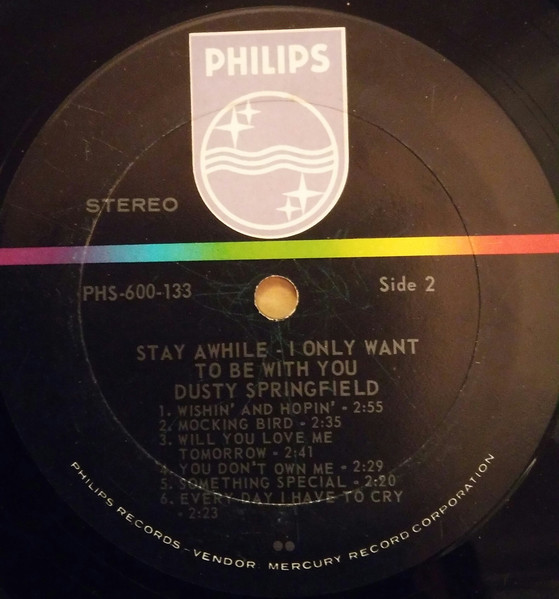 PHILIPS
STEREO
PHS-600-133
Side 2
STAY AWHILE - I ONLY WANT
TO BE WITH YOU
DUSTY SPRINGFIELD
1. WISHIN' AND HOPIN' - 2:55
2. MOCKING BIRD - 2:35
3. WILL YOU LOVE ME
TOMORROW - 2:41
4. YOU DON'T OWN ME - 2:29
5. SOMETHING SPECIAL - 2:20
6. EVERY DAY I HAVE TO CRY
- 2:23
PHILIPS RECORDS - VENDOR MERCURY RECORD CORPORATION